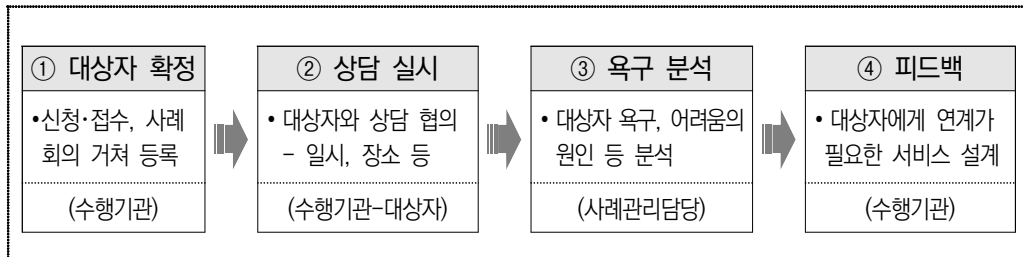 ① 대상자 확정
•신청·접수, 사례
회의 거쳐 등록
(수행기관)
② 상담 실시
• 대상자와 상담 협의
- 일시, 장소 등
(수행기관-대상자)
③ 욕구 분석
• 대상자 욕구, 어려움의
원인 등 분석
(사례관리담당)
④ 피드백
• 대상자에게 연계가
필요한 서비스 설계
(수행기관)